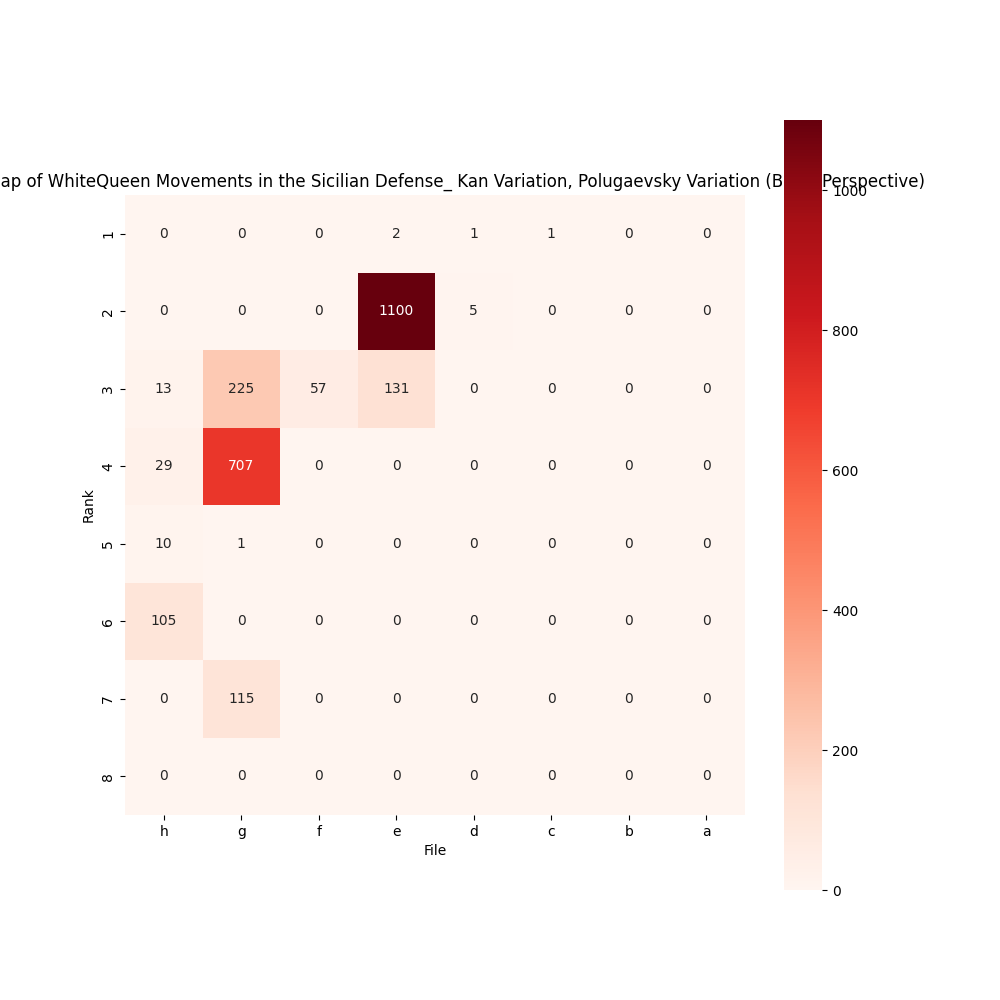 ap of WhiteQueen Movements in the Sicilian Defense_ Kan Variation, Polugaevsky Variation (B Perspective)
1000
1 0 0 0 2 1 1 0 0
2 0 0 0 1100 5 0 0 0
800
3 13 225 57 131 0 0 0 0
4 29 707 0 0 0 0 0 0
Rank
600
5 10 1 0 0 0 0 0 0
6 105 0 0 0 0 0 0 0
400
7 0 115 0 0 0 0 0 0
200
8 0 0 0 0 0 0 0 0
h g f e d c b a
File
0